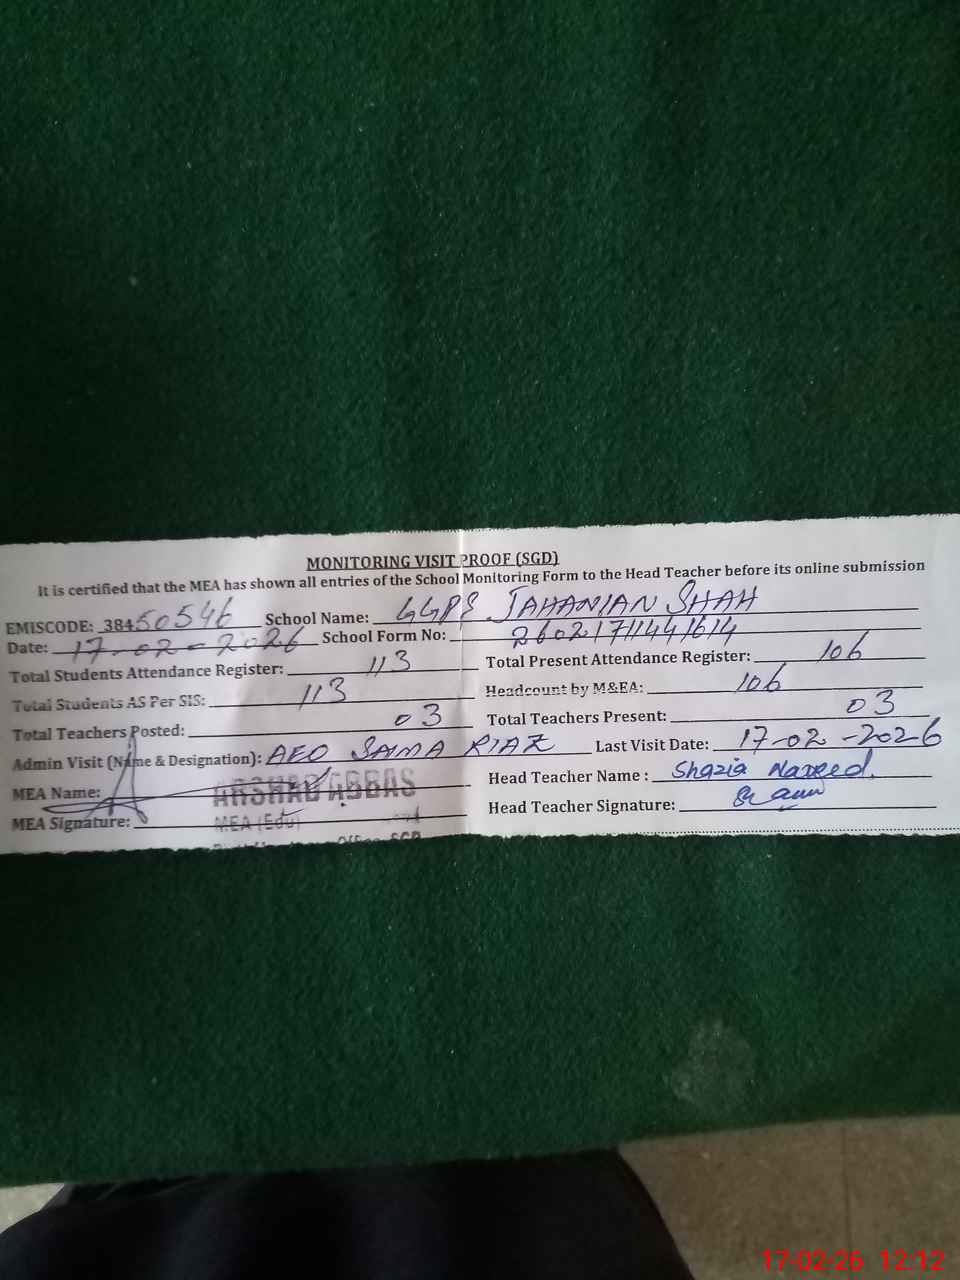 MONITORING VISIT PROOF (SGD)
It is certified that the MEA has shown all entries of the School Monitoring Form to the Head Teacher before its online submission
EMISCODE: 38450546 School Name: GGPS JAHANIAN SHAH
Date: 17-02-2026 School Form No: 26021711441614
Total Students Attendance Register: 113 Total Present Attendance Register: 106
Total Students AS Per SIS: 113 Headcount by M&EA: 106
Total Teachers Posted: 03 Total Teachers Present: 03
Admin Visit (Name & Designation): AEO SAIMA RIAZ Last Visit Date: 17-02-2026
MEA Name: ARSHAD ABBAS Head Teacher Name : Shazia Naveed.
MEA Signature: MEA (Edu) Head Teacher Signature:
17-02-26 12:12